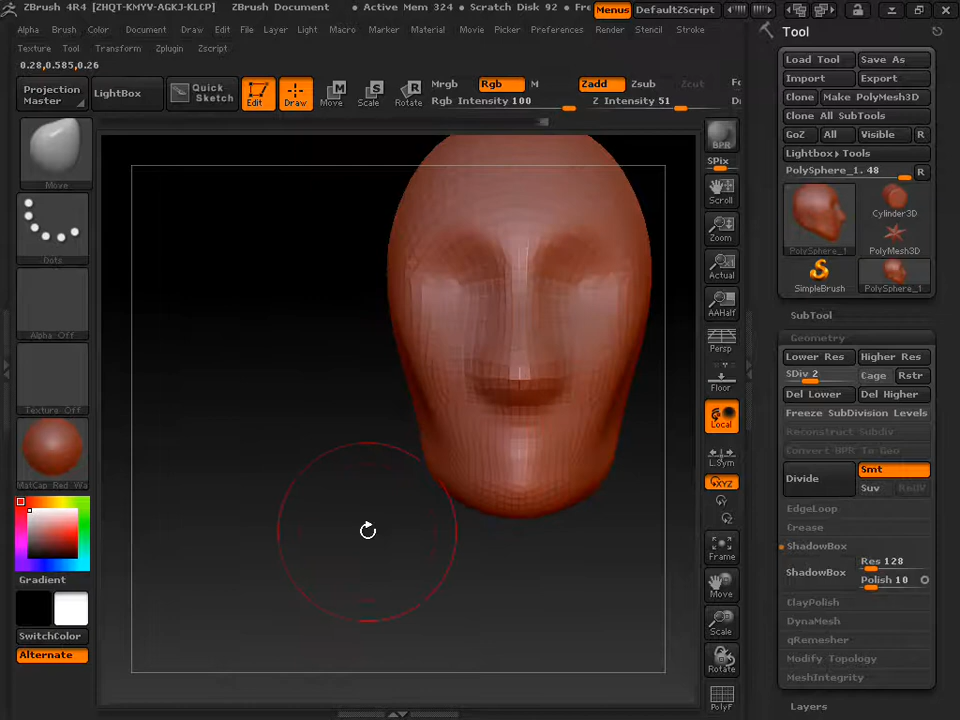 ZBrush 4R4 [ZHQT-KMYV-AGKJ-KLCP] ZBrush Document • Active Mem 324 • Scratch Disk 92 • Fre Menus DefaultZScript
Alpha Brush Color Document Draw Edit File Layer Light Macro Marker Material Movie Picker Preferences Render Stencil Stroke
Texture Tool Transform Zplugin Zscript
0.28,0.585,0.26
Projection Master
LightBox
Quick Sketch
Edit
Draw
Move
Scale
Rotate
Mrgb Rgb M Zadd Zsub Zcut Fo
Rgb Intensity 100 Z Intensity 51 Dr
Move
Dots
Alpha Off
Texture Off
MatCap Red Wa
Gradient
SwitchColor
Alternate
BPR
SPix
Scroll
Zoom
Actual
AAHalf
Persp
Floor
Local
L.Sym
XYZ
Y
Z
Frame
Move
Scale
Rotate
PolyF
Tool
Load Tool Save As
Import Export
Clone Make PolyMesh3D
Clone All SubTools
GoZ All Visible R
Lightbox▸Tools
PolySphere_1. 48 R
PolySphere_1
Cylinder3D
PolyMesh3D
SimpleBrush
PolySphere_1
SubTool
Geometry
Lower Res Higher Res
SDiv 2 Cage Rstr
Del Lower Del Higher
Freeze SubDivision Levels
Reconstruct Subdiv
Convert BPR To Geo
Divide Smt
Suv ReUV
EdgeLoop
Crease
ShadowBox
ShadowBox Res 128
Polish 10
ClayPolish
DynaMesh
qRemesher
Modify Topology
MeshIntegrity
Layers